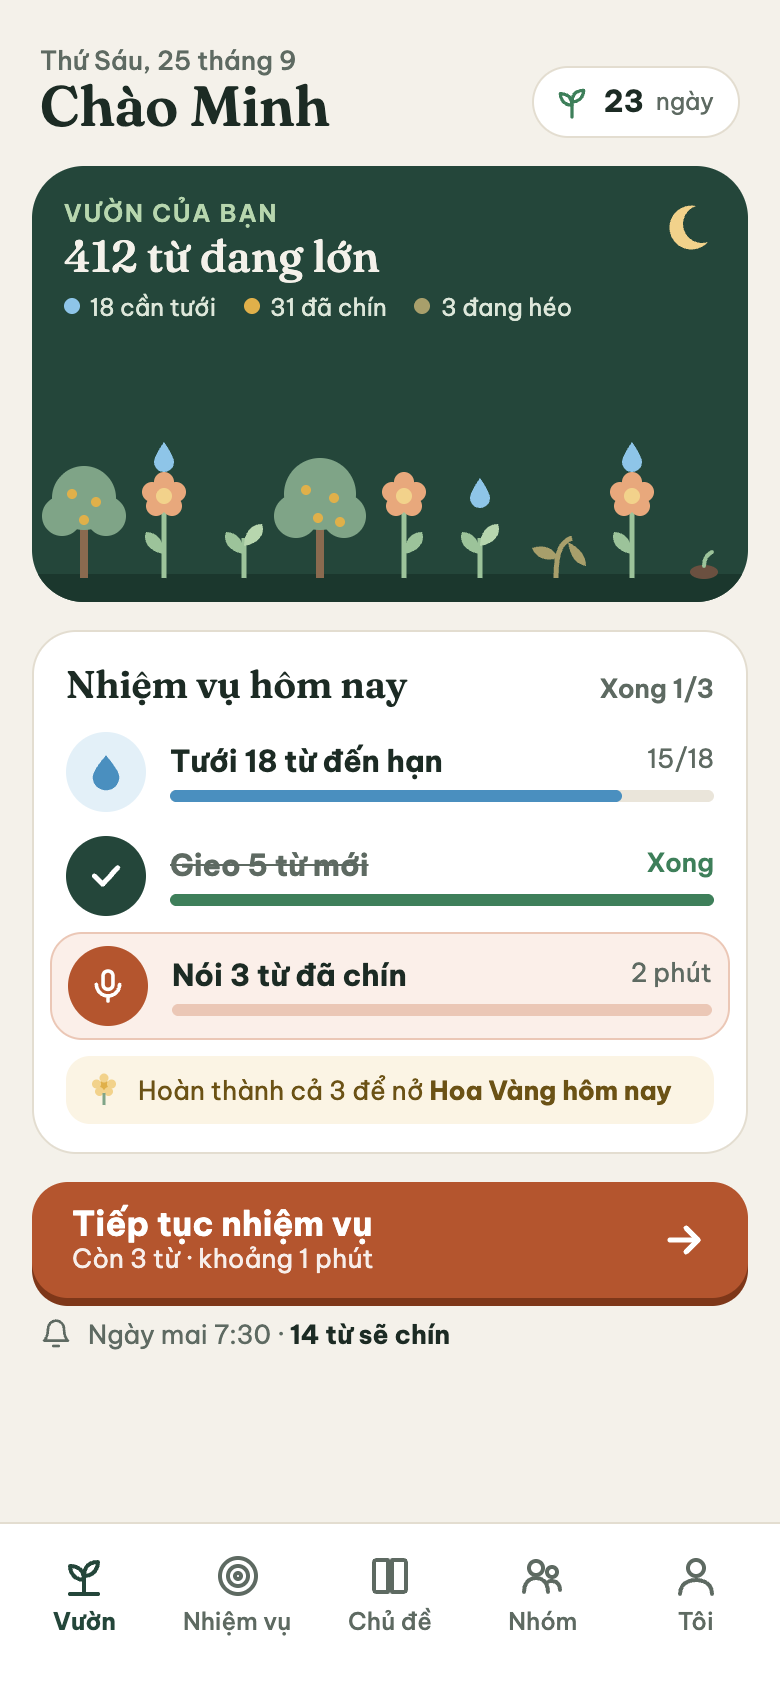 Thứ Sáu, 25 tháng 9
Chào Minh
23 ngày
VƯỜN CỦA BẠN
412 từ đang lớn
18 cần tưới
31 đã chín
3 đang héo
Nhiệm vụ hôm nay
Xong 1/3
Tưới 18 từ đến hạn
15/18
Gieo 5 từ mới
Xong
Nói 3 từ đã chín
2 phút
Hoàn thành cả 3 để nở Hoa Vàng hôm nay
Tiếp tục nhiệm vụ
Còn 3 từ · khoảng 1 phút
Ngày mai 7:30 · 14 từ sẽ chín
Vườn
Nhiệm vụ
Chủ đề
Nhóm
Tôi